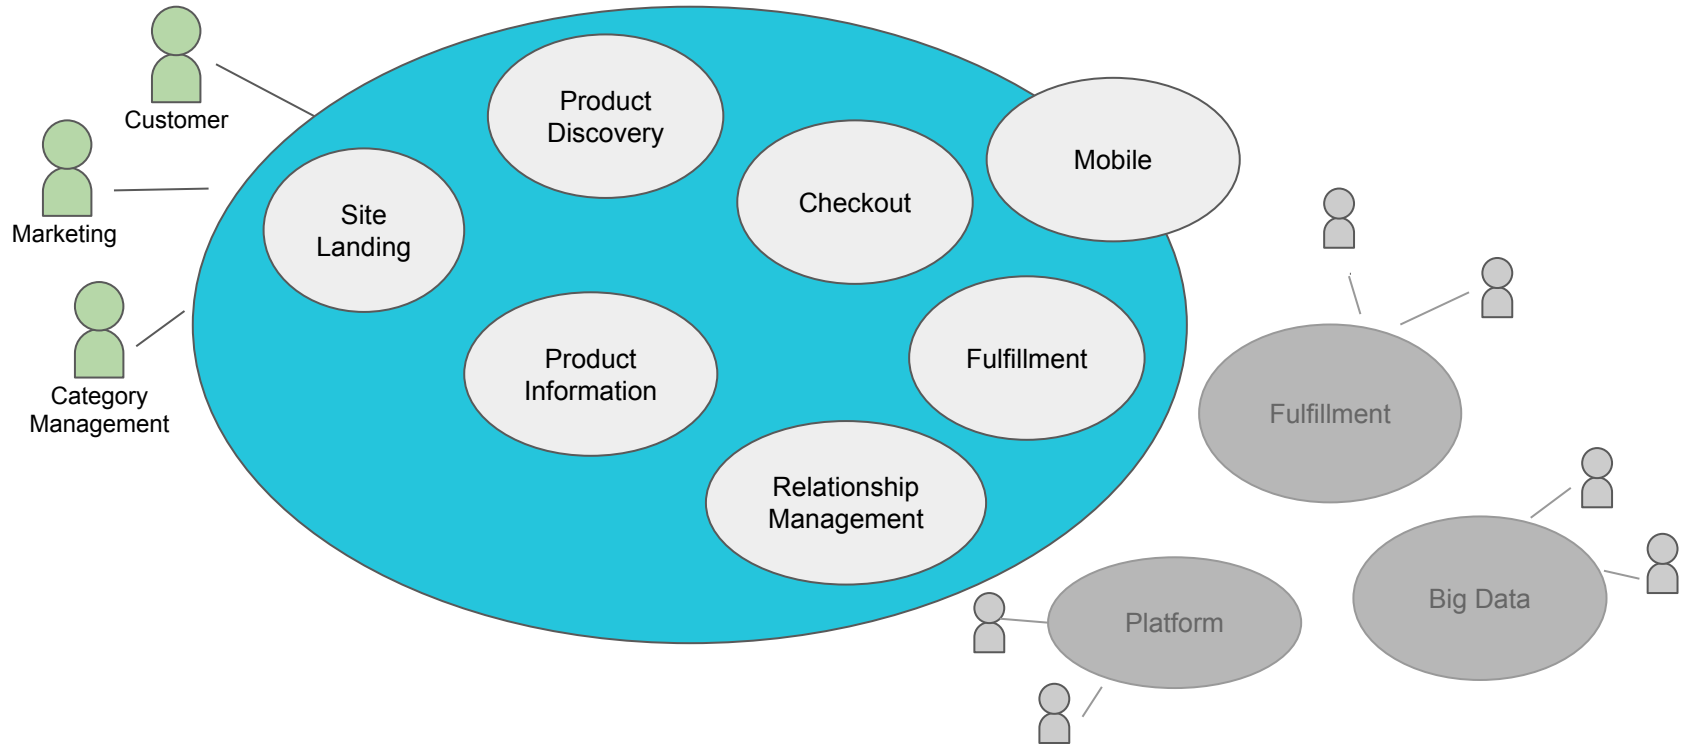 Customer
Marketing
Category
Management
Product
Discovery
Site
Landing
Checkout
Mobile
Product
Information
Fulfillment
Relationship
Management
Fulfillment
Big Data
Platform